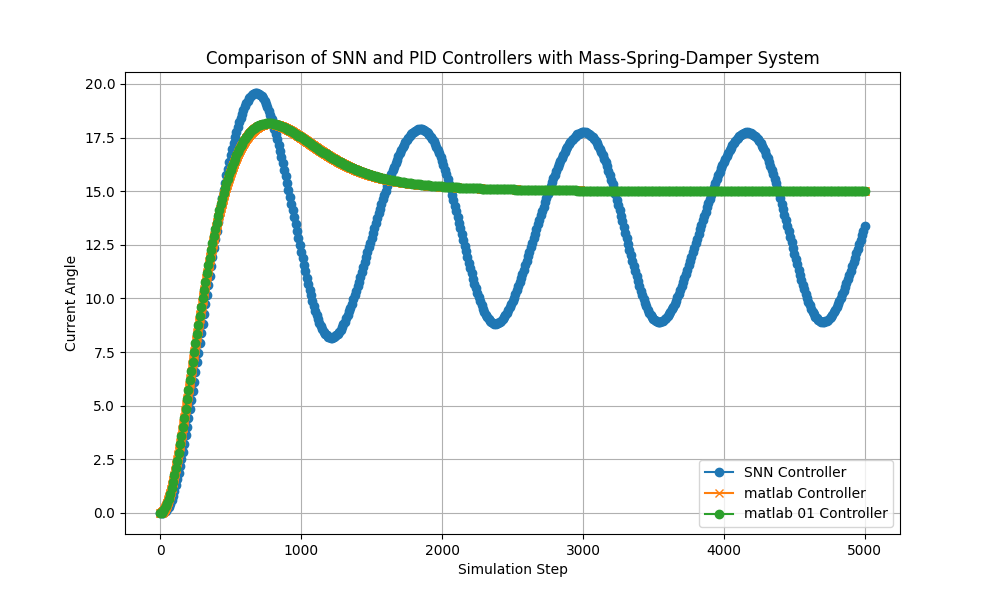 Comparison of SNN and PID Controllers with Mass-Spring-Damper System
20.0
17.5
15.0
12.5
10.0
7.5
5.0
2.5
0.0
Current Angle
SNN Controller
matlab Controller
matlab 01 Controller
0 1000 2000 3000 4000 5000
Simulation Step